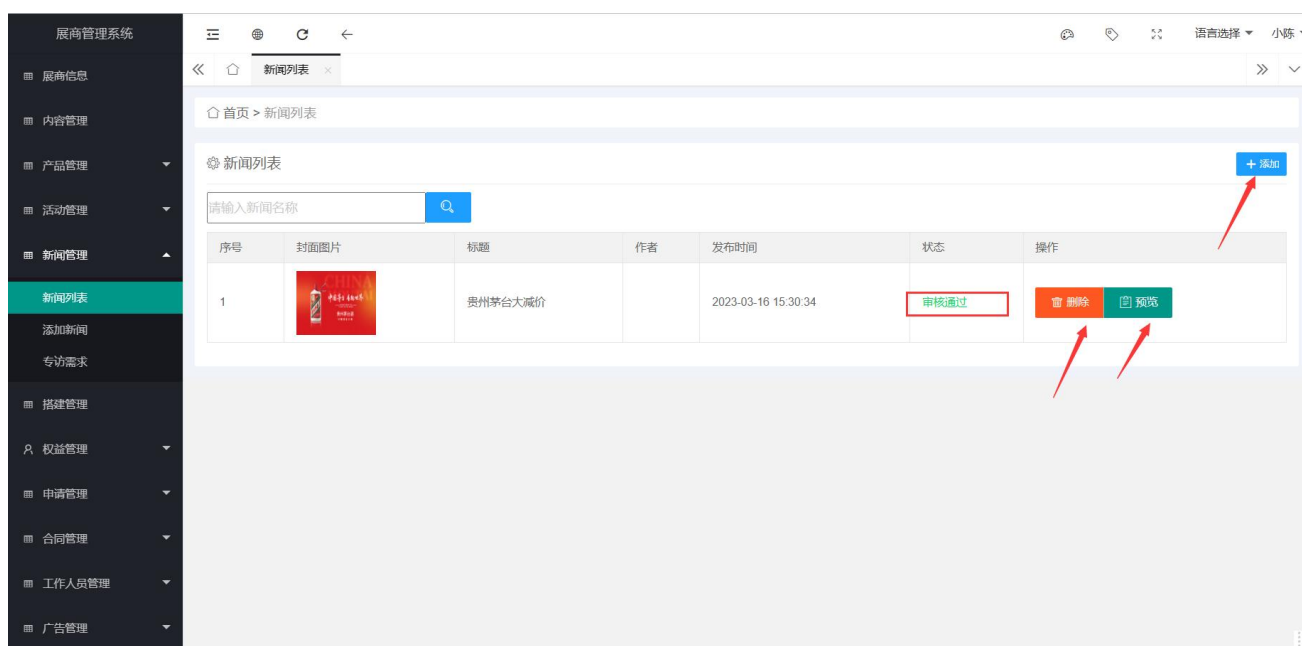 展商管理系统
语言选择 小陈
展商信息
内容管理
产品管理
活动管理
新闻管理
新闻列表
添加新闻
专访需求
搭建管理
权益管理
申请管理
合同管理
工作人员管理
广告管理
新闻列表
首页 > 新闻列表
新闻列表
添加
请输入新闻名称
序号 封面图片 标题 作者 发布时间 状态 操作
CHINA
1 贵州茅台大减价 2023-03-16 15:30:34 审核通过 删除 预览